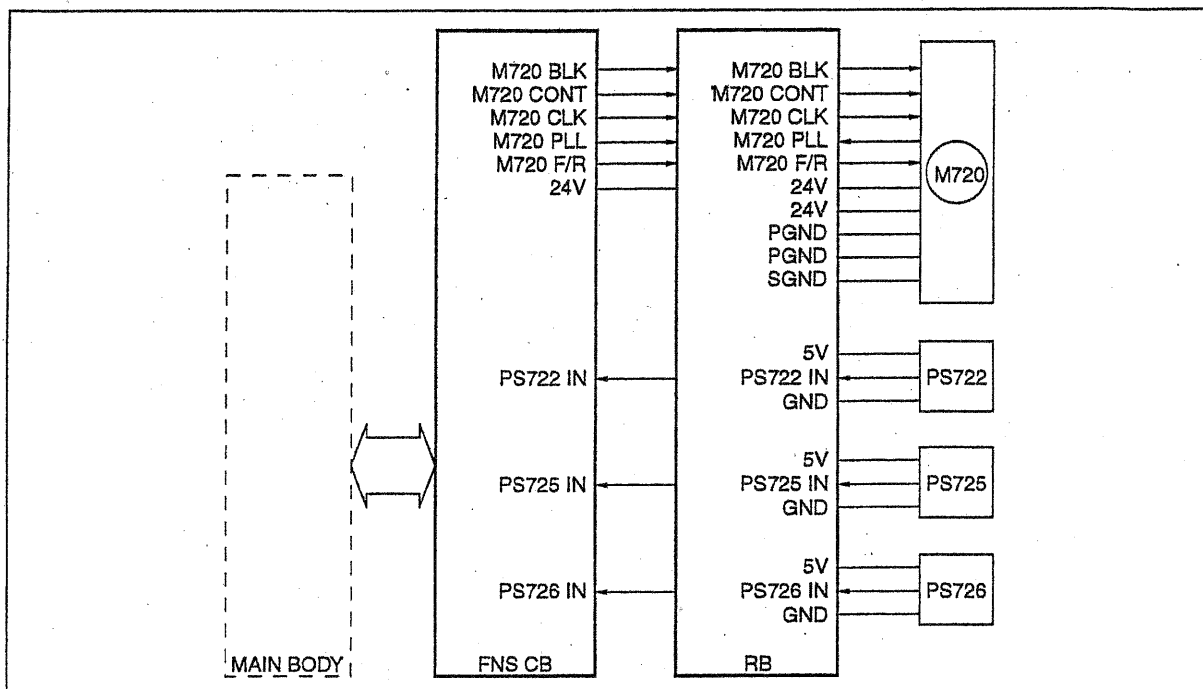 M720 BLK
M720 CONT
M720 CLK
M720 PLL
M720 F/R
24V
PS722 IN
PS725 IN
PS726 IN
M720 BLK
M720 CONT
M720 CLK
M720 PLL
M720 F/R
24V
24V
PGND
PGND
SGND
5V
PS722 IN
GND
5V
PS725 IN
GND
5V
PS726 IN
GND
M720
PS722
PS725
PS726
MAIN BODY
FNS CB
RB